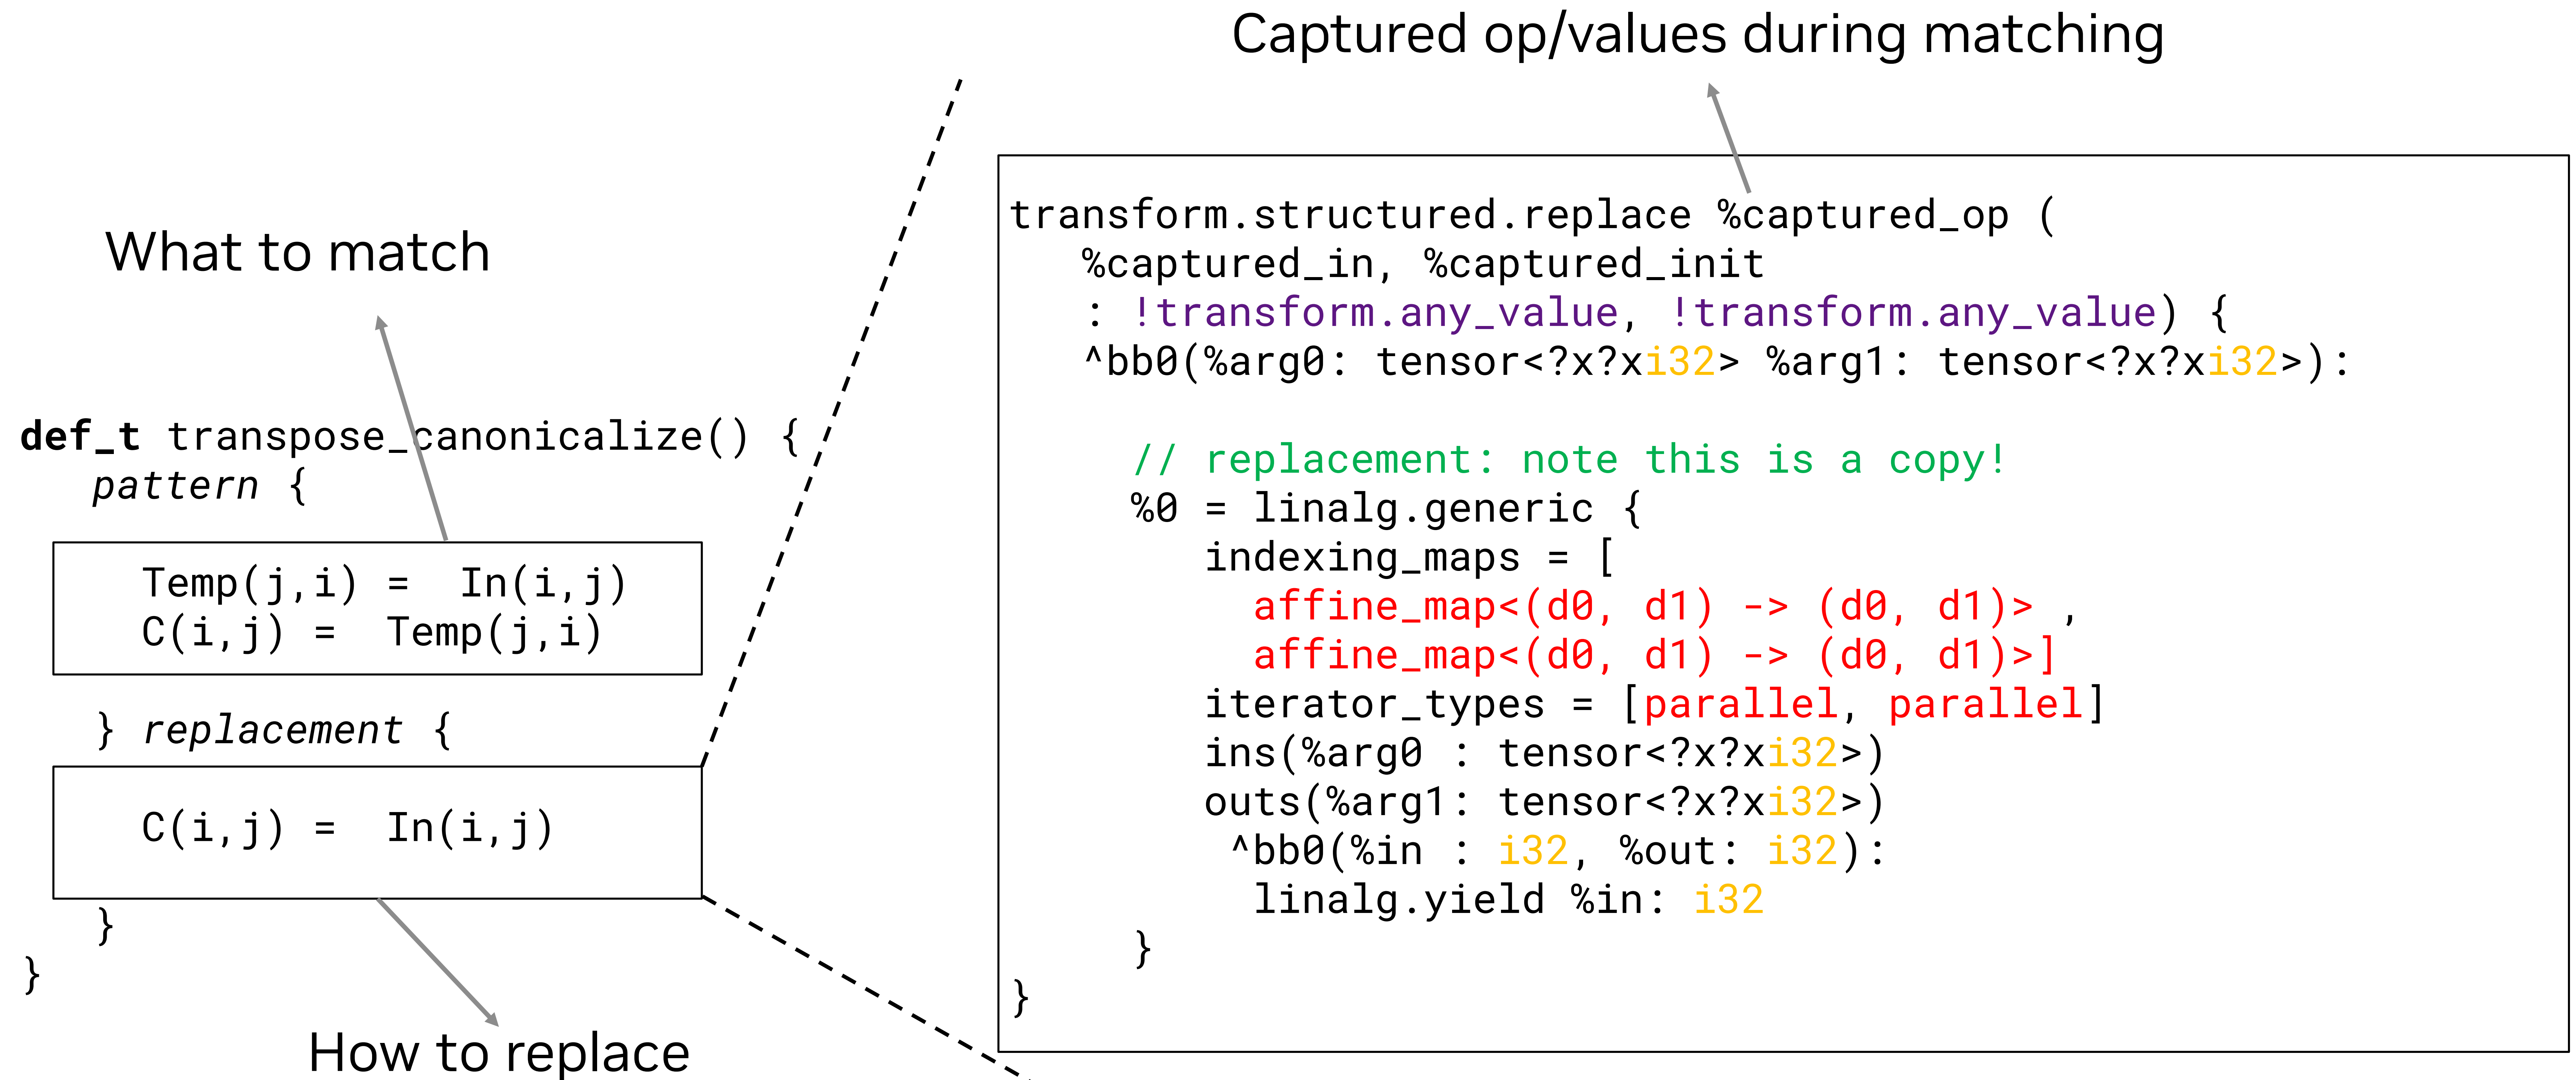 Captured op/values during matching
What to match
def_t transpose_canonicalize() {
pattern {
Temp(j,i) = In(i,j)
C(i,j) = Temp(j,i)
} replacement {
C(i,j) = In(i,j)
}
}
How to replace
transform.structured.replace %captured_op (
%captured_in, %captured_init
: !transform.any_value, !transform.any_value) {
^bb0(%arg0: tensor<?x?xi32> %arg1: tensor<?x?xi32>):
// replacement: note this is a copy!
%0 = linalg.generic {
indexing_maps = [
affine_map<(d0, d1) -> (d0, d1)> ,
affine_map<(d0, d1) -> (d0, d1)>]
iterator_types = [parallel, parallel]
ins(%arg0 : tensor<?x?xi32>)
outs(%arg1: tensor<?x?xi32>)
^bb0(%in : i32, %out: i32):
linalg.yield %in: i32
}
}